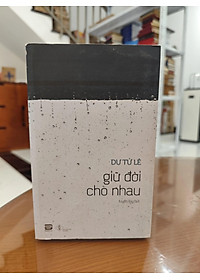 DU TỬ LÊ
giữ đời
cho nhau